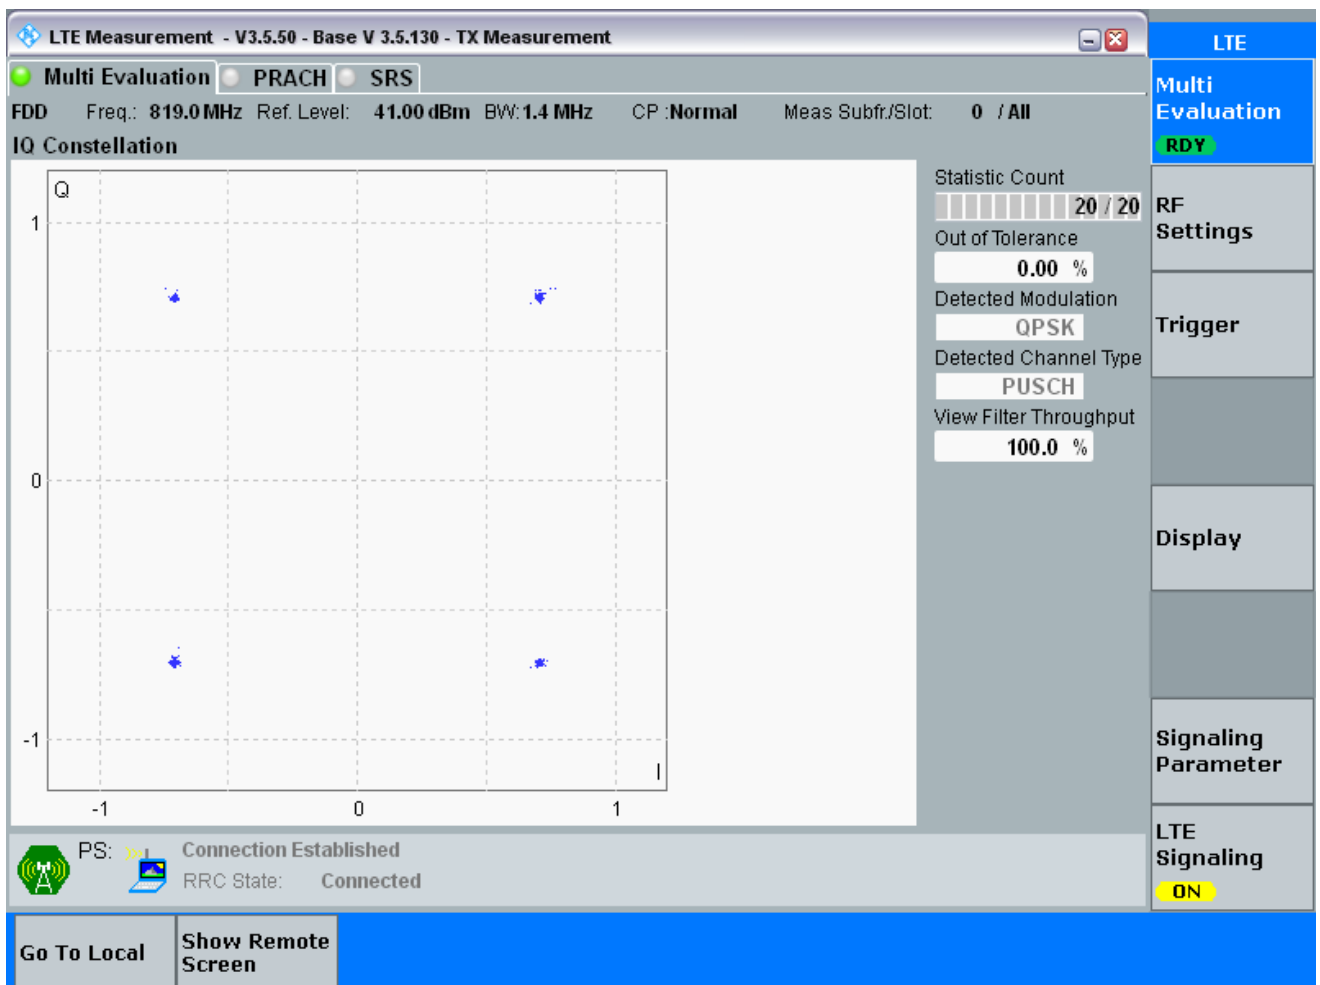 LTE Measurement - V3.5.50 - Base V 3.5.130 - TX Measurement
LTE
Multi Evaluation PRACH SRS
FDD Freq.: 819.0 MHz Ref. Level: 41.00 dBm BW: 1.4 MHz CP :Normal Meas Subfr./Slot: 0 / All
IQ Constellation
Q
1
0
-1
I
-1 0 1
Statistic Count
20 / 20
Out of Tolerance
0.00 %
Detected Modulation
QPSK
Detected Channel Type
PUSCH
View Filter Throughput
100.0 %
Multi
Evaluation
RDY
RF
Settings
Trigger
Display
Signaling
Parameter
LTE
Signaling
ON
PS: Connection Established
RRC State: Connected
Go To Local
Show Remote
Screen